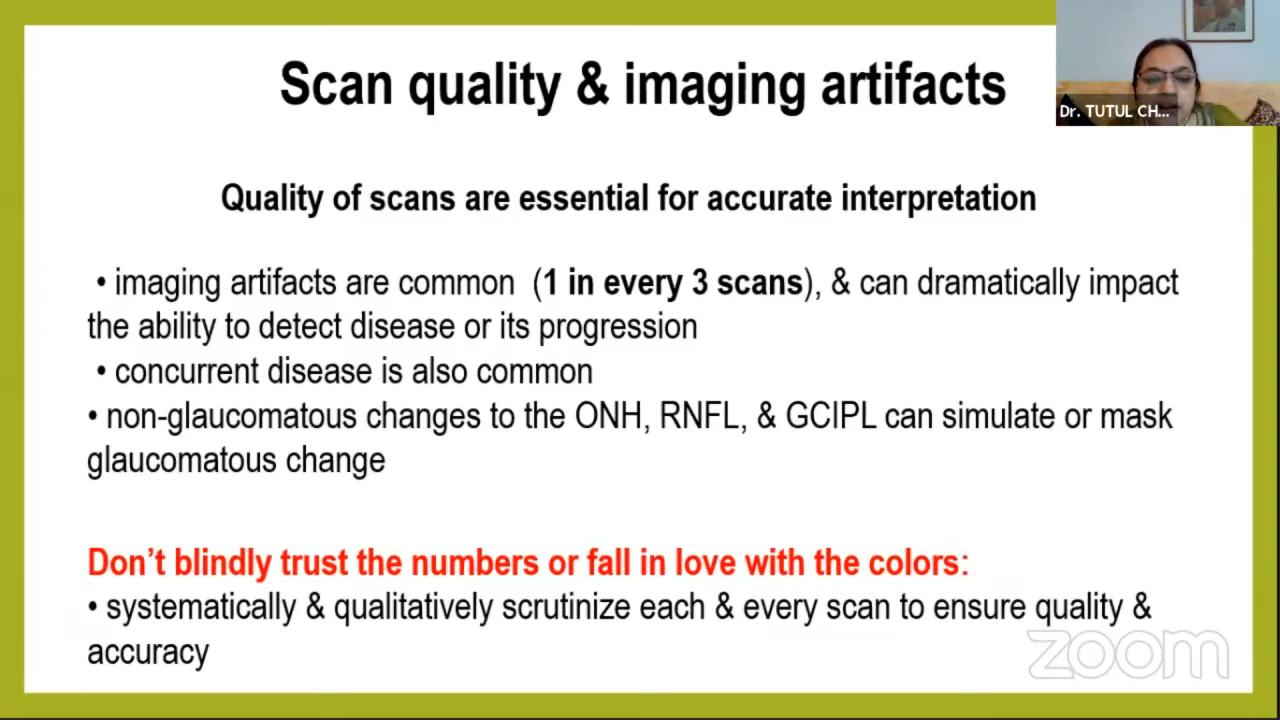 Scan quality & imaging artifacts
Dr. TUTUL CH...
Quality of scans are essential for accurate interpretation
• imaging artifacts are common (1 in every 3 scans), & can dramatically impact
the ability to detect disease or its progression
• concurrent disease is also common
• non-glaucomatous changes to the ONH, RNFL, & GCIPL can simulate or mask
glaucomatous change
Don’t blindly trust the numbers or fall in love with the colors:
• systematically & qualitatively scrutinize each & every scan to ensure quality &
accuracy
zoom